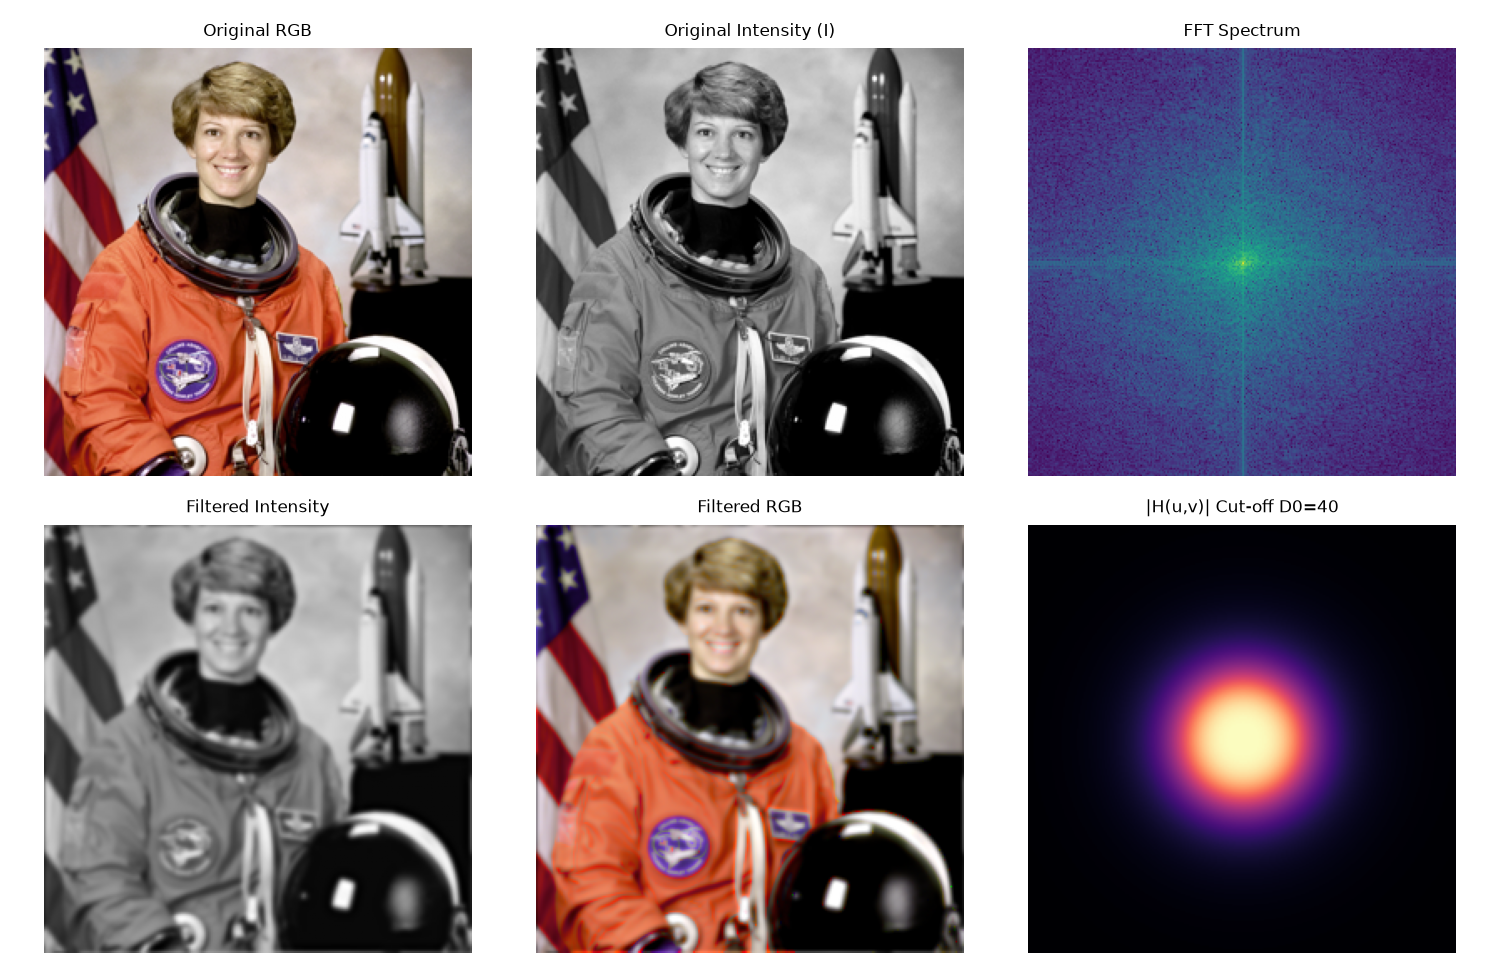 Original RGB
Original Intensity (I)
FFT Spectrum
Filtered Intensity
Filtered RGB
|H(u,v)| Cut-off D0=40